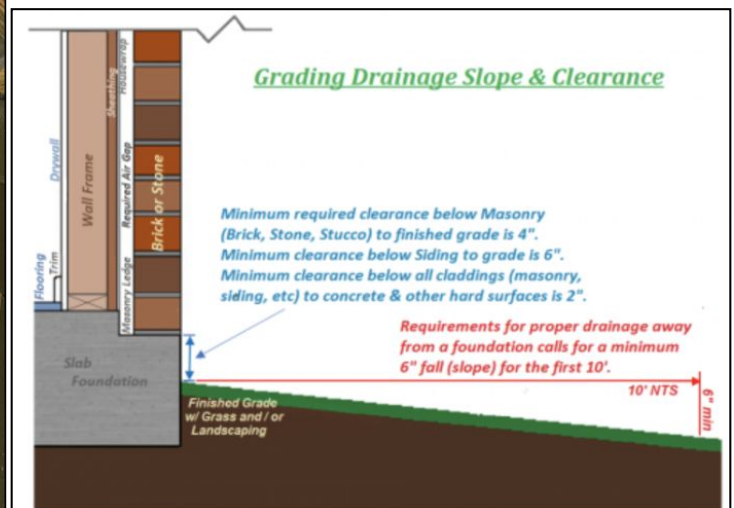 Grading Drainage Slope & Clearance
Drywall
Wall Frame
Sheathing
Housewrap
Required Air Gap
Masonry Ledge
Brick or Stone
Flooring
Trim
Minimum required clearance below Masonry
(Brick, Stone, Stucco) to finished grade is 4".
Minimum clearance below Siding to grade is 6".
Minimum clearance below all claddings (masonry,
siding, etc) to concrete & other hard surfaces is 2".
Requirements for proper drainage away
from a foundation calls for a minimum
6" fall (slope) for the first 10'.
10' NTS
6" min
Slab
Foundation
Finished Grade
w/ Grass and / or
Landscaping